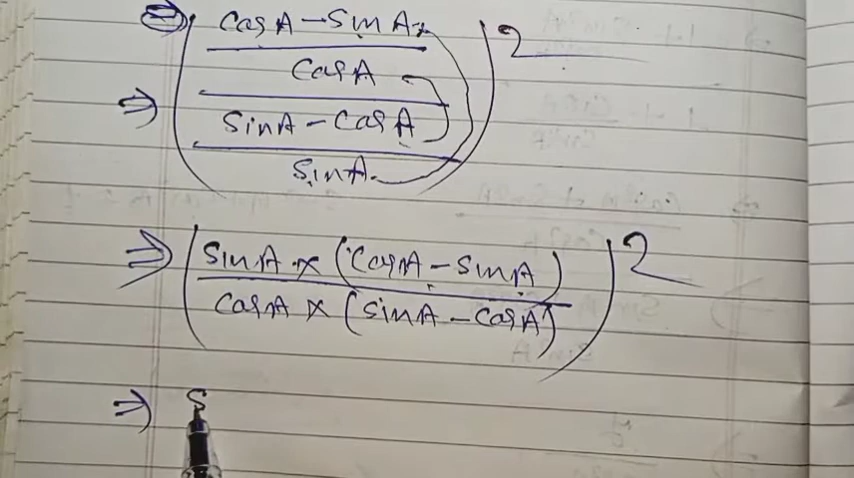 ⇒ ( cosA - sinA
cosA
⇒ sinA - cosA
sinA )2
⇒ ( sinA × (cosA - sinA)
cosA × (sinA - cosA) )2
⇒ S